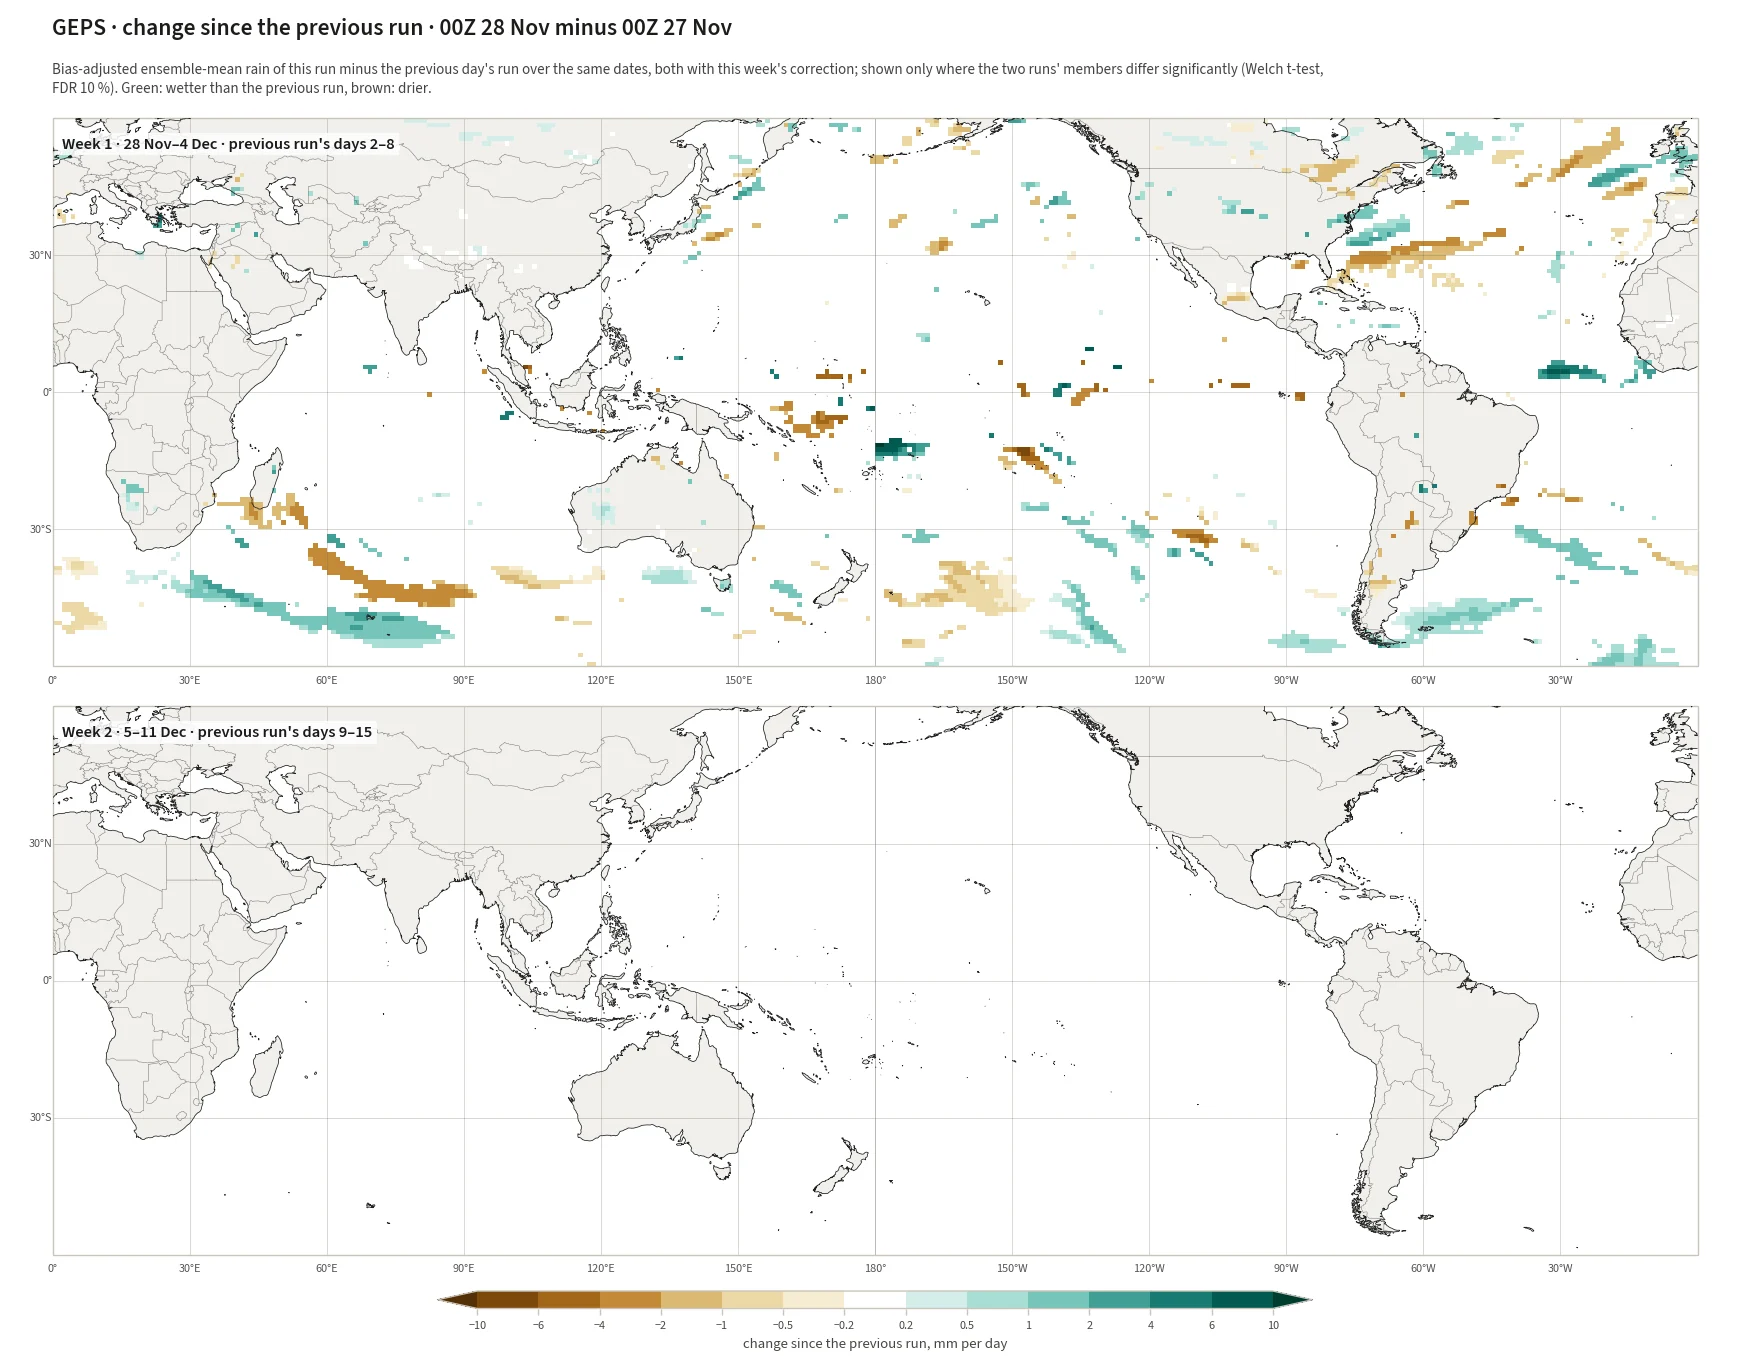 GEPS · change since the previous run · 00Z 28 Nov minus 00Z 27 Nov
Bias-adjusted ensemble-mean rain of this run minus the previous day's run over the same dates, both with this week's correction; shown only where the two runs' members differ significantly (Welch t-test,
FDR 10 %). Green: wetter than the previous run, brown: drier.
Week 1 · 28 Nov–4 Dec · previous run's days 2–8
30°N
0°
30°S
0° 30°E 60°E 90°E 120°E 150°E 180° 150°W 120°W 90°W 60°W 30°W
Week 2 · 5–11 Dec · previous run's days 9–15
30°N
0°
30°S
0° 30°E 60°E 90°E 120°E 150°E 180° 150°W 120°W 90°W 60°W 30°W
−10 −6 −4 −2 −1 −0.5 −0.2 0.2 0.5 1 2 4 6 10
change since the previous run, mm per day